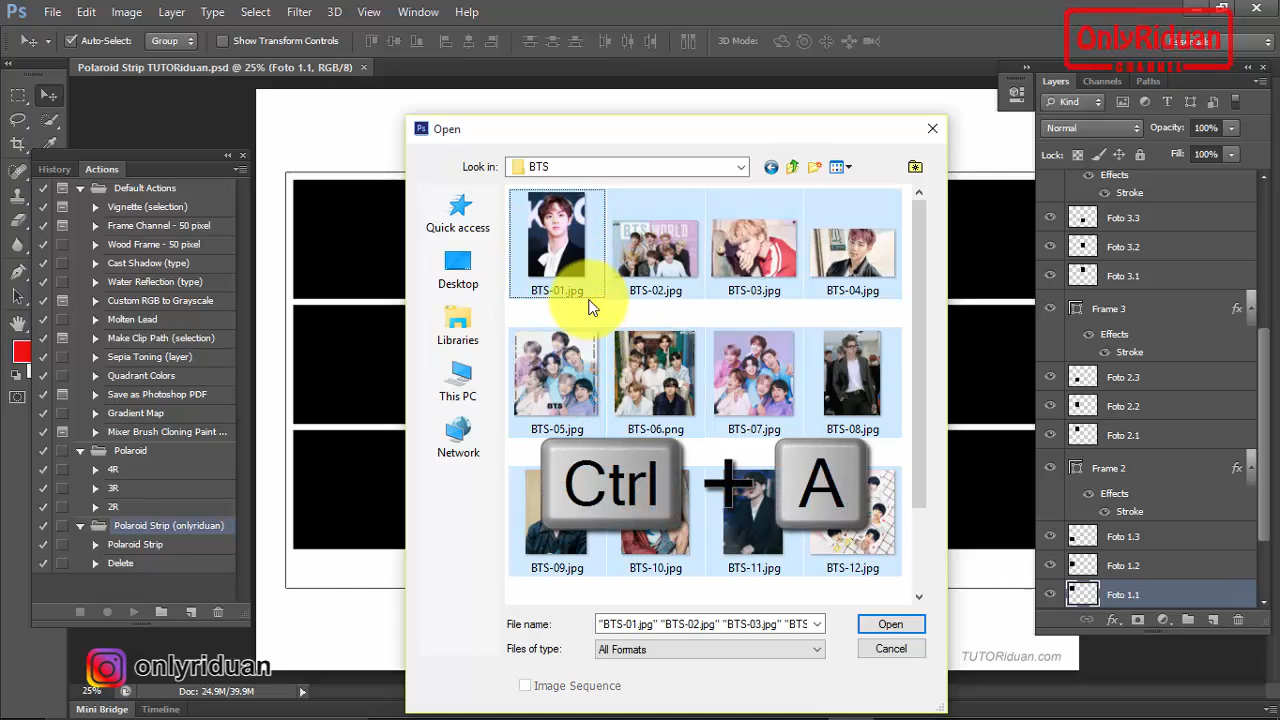 Ps File Edit Image Layer Type Select Filter 3D View Window Help
OnlyRiduan
CHANNEL
Auto-Select: Group Show Transform Controls 3D Mode:
Polaroid Strip TUTORiduan.psd @ 25% (Foto 1.1, RGB/8) ×
History Actions
Default Actions
Vignette (selection)
Frame Channel - 50 pixel
Wood Frame - 50 pixel
Cast Shadow (type)
Water Reflection (type)
Custom RGB to Grayscale
Molten Lead
Make Clip Path (selection)
Sepia Toning (layer)
Quadrant Colors
Save as Photoshop PDF
Gradient Map
Mixer Brush Cloning Paint ...
Polaroid
4R
3R
2R
Polaroid Strip (onlyriduan)
Polaroid Strip
Delete
Ps Open
Look in: BTS
Quick access
Desktop
Libraries
This PC
Network
BTS WORLD
BTS-01.jpg BTS-02.jpg BTS-03.jpg BTS-04.jpg
BTS
BTS-05.jpg BTS-06.png BTS-07.jpg BTS-08.jpg
Ctrl + A
BTS-09.jpg BTS-10.jpg BTS-11.jpg BTS-12.jpg
File name: "BTS-01.jpg" "BTS-02.jpg" "BTS-03.jpg" "BTS Open
Files of type: All Formats Cancel
Image Sequence
Layers Channels Paths
Kind
Normal Opacity: 100%
Lock: Fill: 100%
Effects
Stroke
Foto 3.3
Foto 3.2
Foto 3.1
Frame 3 fx
Effects
Stroke
Foto 2.3
Foto 2.2
Foto 2.1
Frame 2 fx
Effects
Stroke
Foto 1.3
Foto 1.2
Foto 1.1
fx
TUTORiduan.com
onlyriduan
25% Doc: 24.9M/39.9M
Mini Bridge Timeline